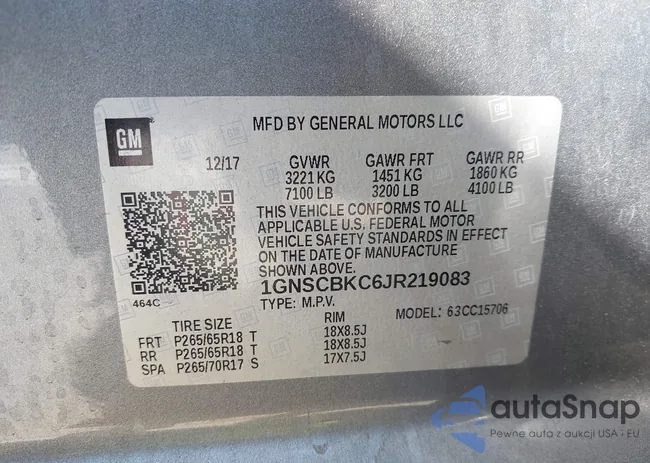 GM
MFD BY GENERAL MOTORS LLC
12/17 GVWR GAWR FRT GAWR RR
3221 KG 1451 KG 1860 KG
7100 LB 3200 LB 4100 LB
THIS VEHICLE CONFORMS TO ALL
APPLICABLE U.S. FEDERAL MOTOR
VEHICLE SAFETY STANDARDS IN EFFECT
ON THE DATE OF MANUFACTURE
SHOWN ABOVE.
464C
1GNSCBKC6JR219083
TYPE: M.P.V. MODEL: 63CC15706
TIRE SIZE RIM
FRT P265/65R18 T 18X8.5J
RR P265/65R18 T 18X8.5J
SPA P265/70R17 S 17X7.5J
autaSnap
Pewne auta z aukcji USA i EU